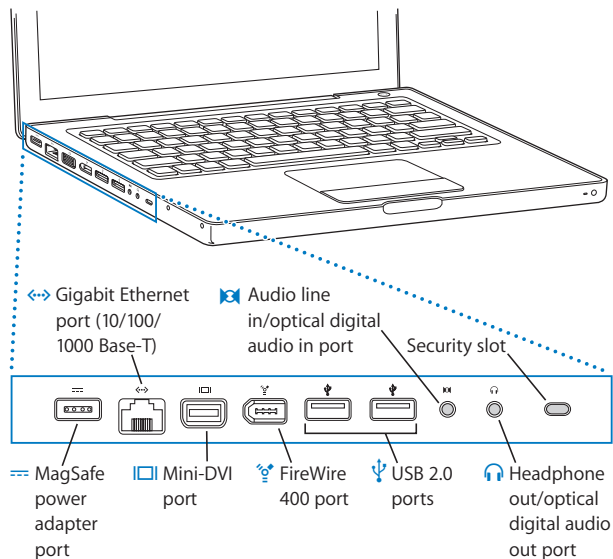 Gigabit Ethernet
port (10/100/
1000 Base-T)
Audio line
in/optical digital
audio in port
Security slot
MagSafe
power
adapter
port
Mini-DVI
port
FireWire
400 port
USB 2.0
ports
Headphone
out/optical
digital audio
out port